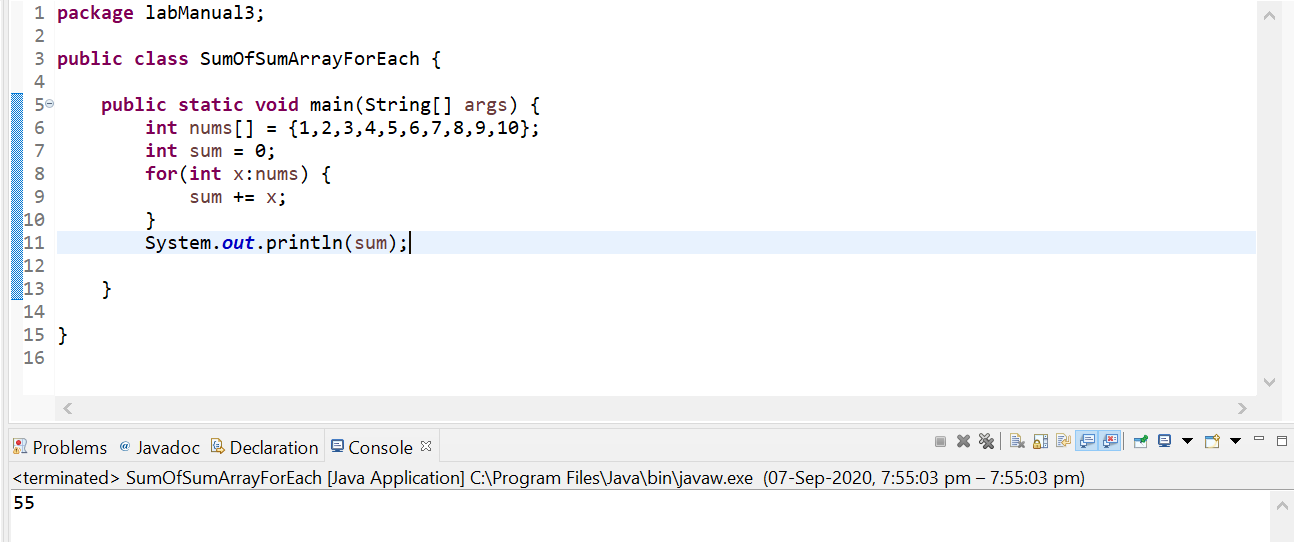 1 package labManual3;
2
3 public class SumOfSumArrayForEach {
4
5 public static void main(String[] args) {
6 int nums[] = {1,2,3,4,5,6,7,8,9,10};
7 int sum = 0;
8 for(int x:nums) {
9 sum += x;
10 }
11 System.out.println(sum);
12
13 }
14
15 }
16
Problems @ Javadoc Declaration Console
<terminated> SumOfSumArrayForEach [Java Application] C:\Program Files\Java\bin\javaw.exe (07-Sep-2020, 7:55:03 pm – 7:55:03 pm)
55